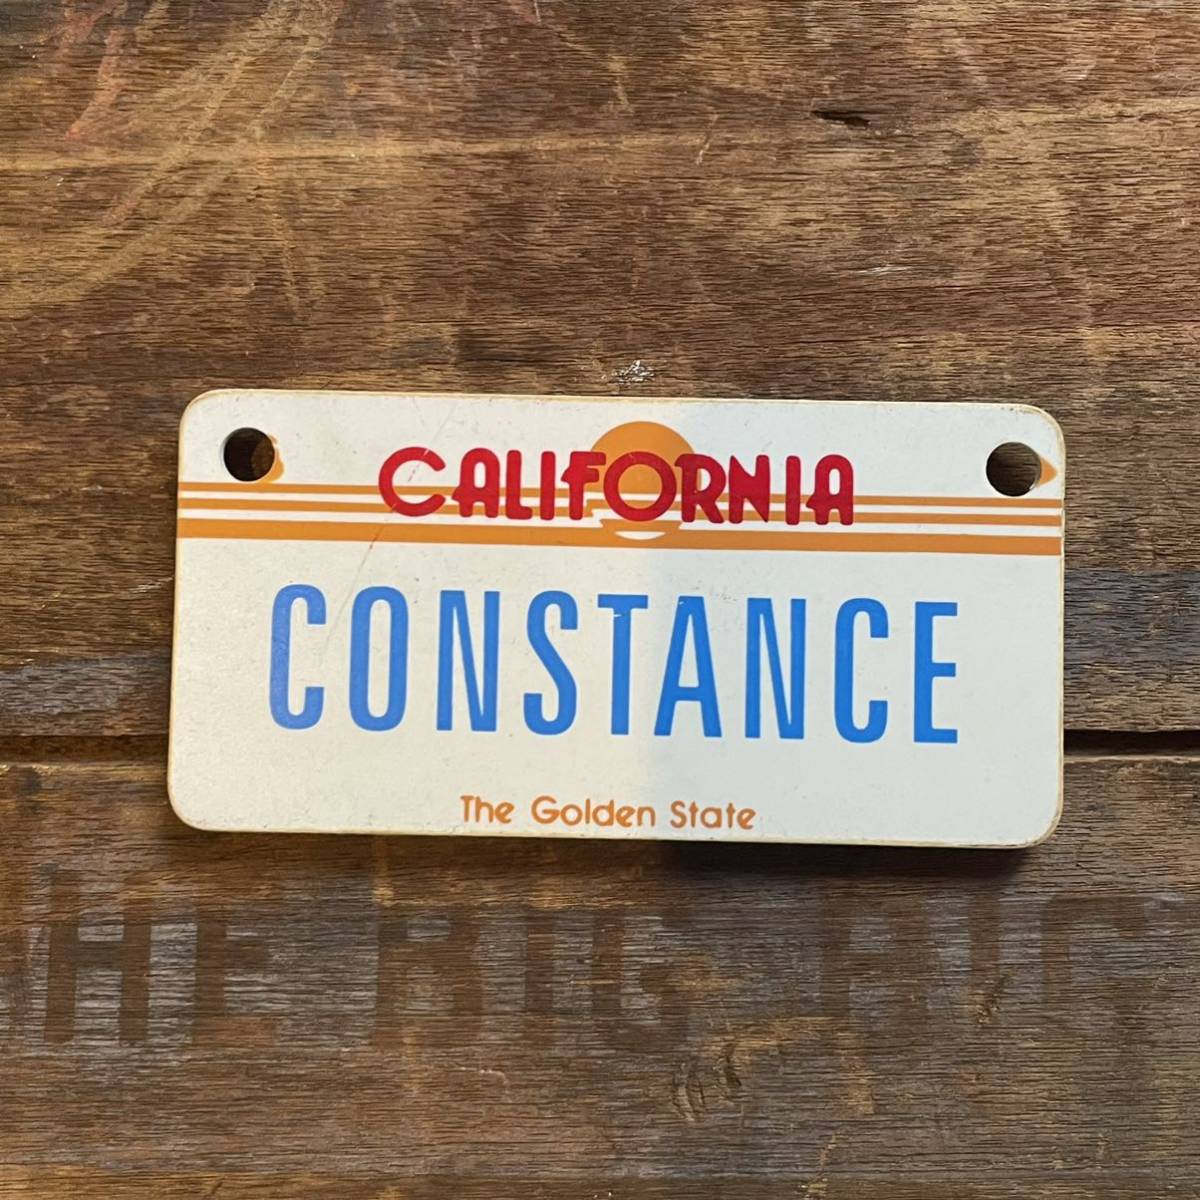 CALIFORNIA
CONSTANCE
The Golden State